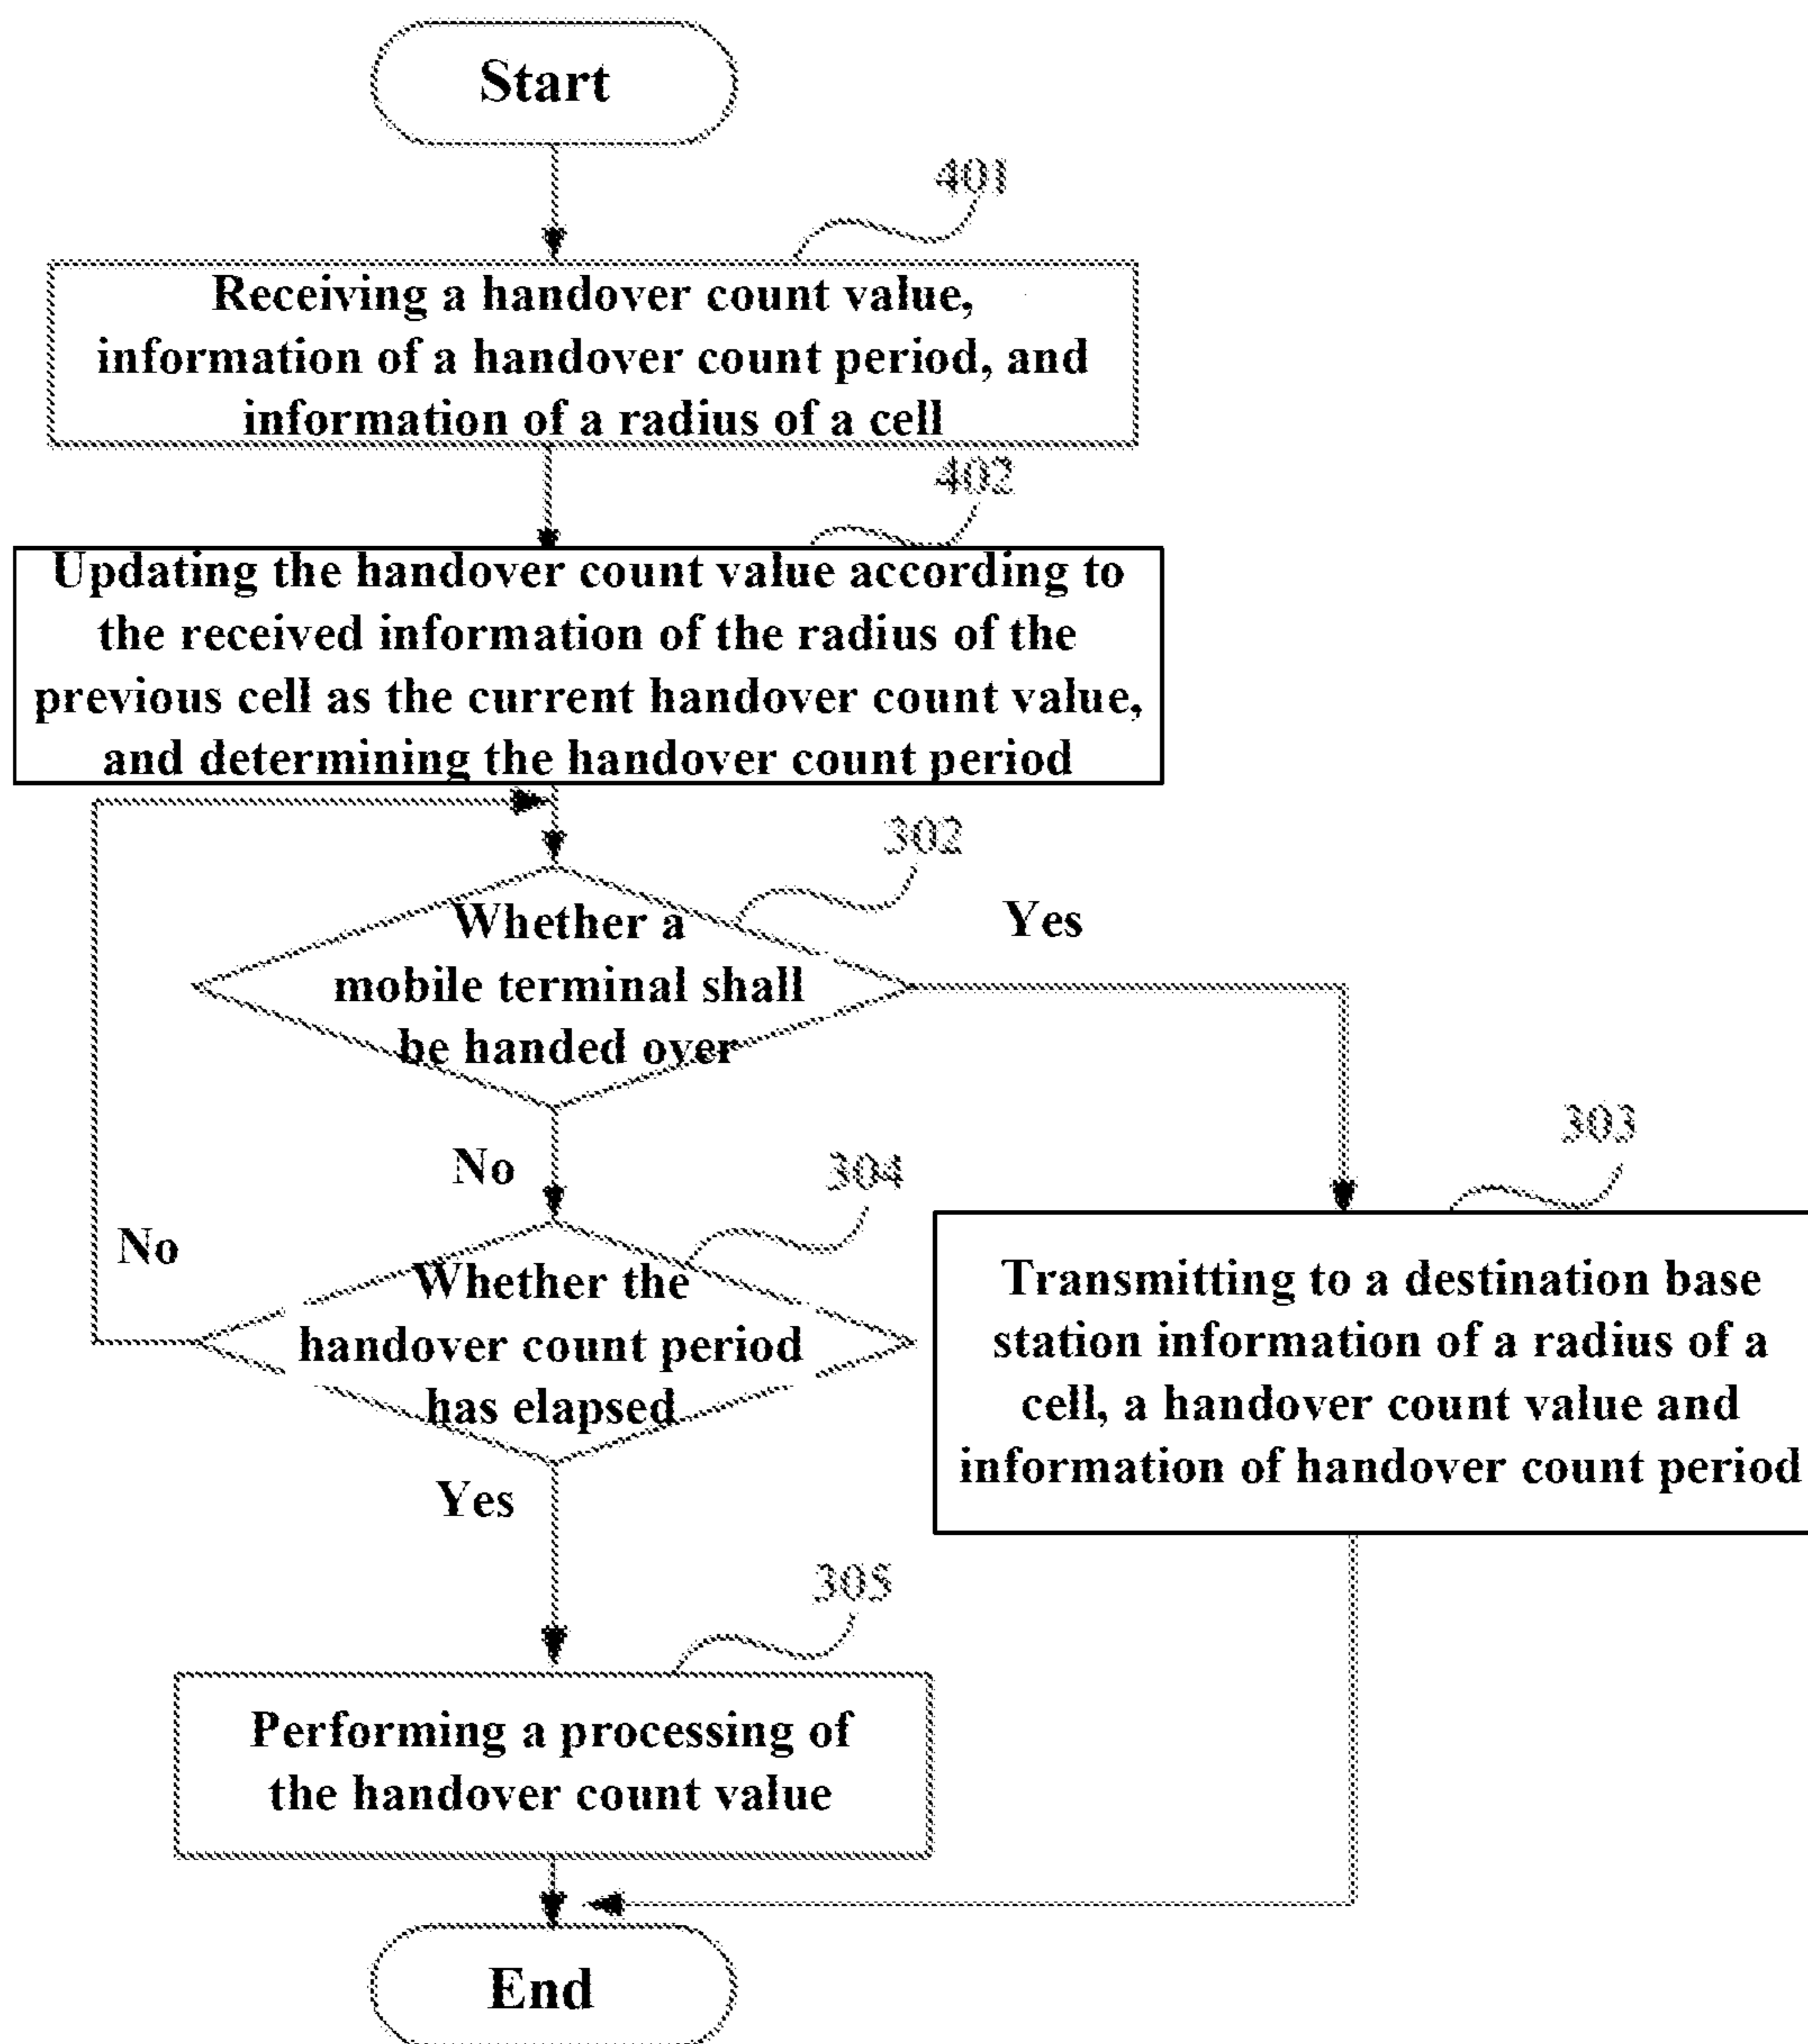 Start
401
Receiving a handover count value,
information of a handover count period, and
information of a radius of a cell
402
Updating the handover count value according to
the received information of the radius of the
previous cell as the current handover count value,
and determining the handover count period
302
Whether a
mobile terminal shall
be handed over
Yes
No
303
304
No
Whether the
handover count period
has elapsed
Transmitting to a destination base
station information of a radius of a
cell, a handover count value and
information of handover count period
Yes
305
Performing a processing of
the handover count value
End